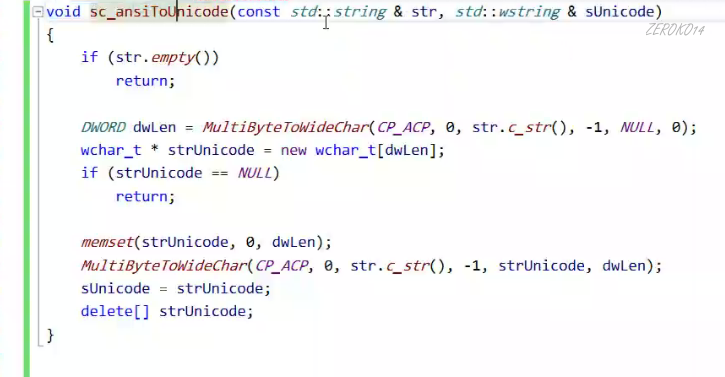 void sc_ansiToUnicode(const std::string & str, std::wstring & sUnicode)
ZEROKO14
{
if (str.empty())
return;
DWORD dwLen = MultiByteToWideChar(CP_ACP, 0, str.c_str(), -1, NULL, 0);
wchar_t * strUnicode = new wchar_t[dwLen];
if (strUnicode == NULL)
return;
memset(strUnicode, 0, dwLen);
MultiByteToWideChar(CP_ACP, 0, str.c_str(), -1, strUnicode, dwLen);
sUnicode = strUnicode;
delete[] strUnicode;
}